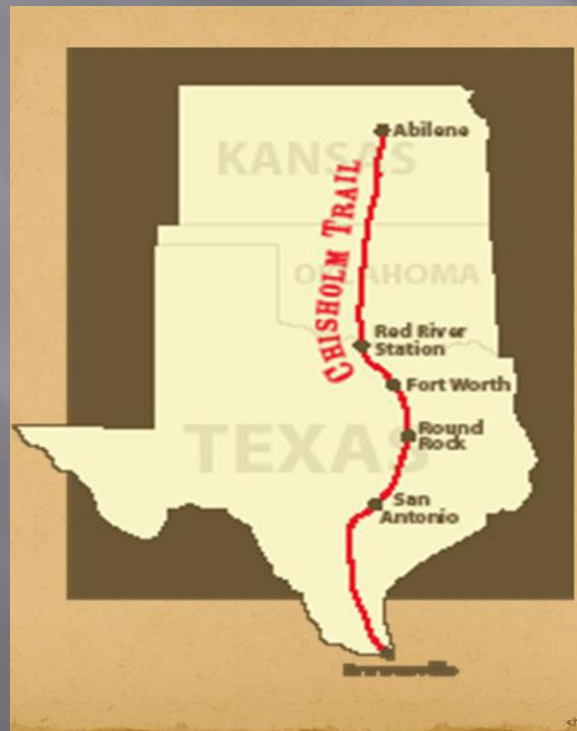 Abilene
KANSAS
CHISHOLM TRAIL
OKLAHOMA
Red River
Station
Fort Worth
TEXAS
Round
Rock
San
Antonio